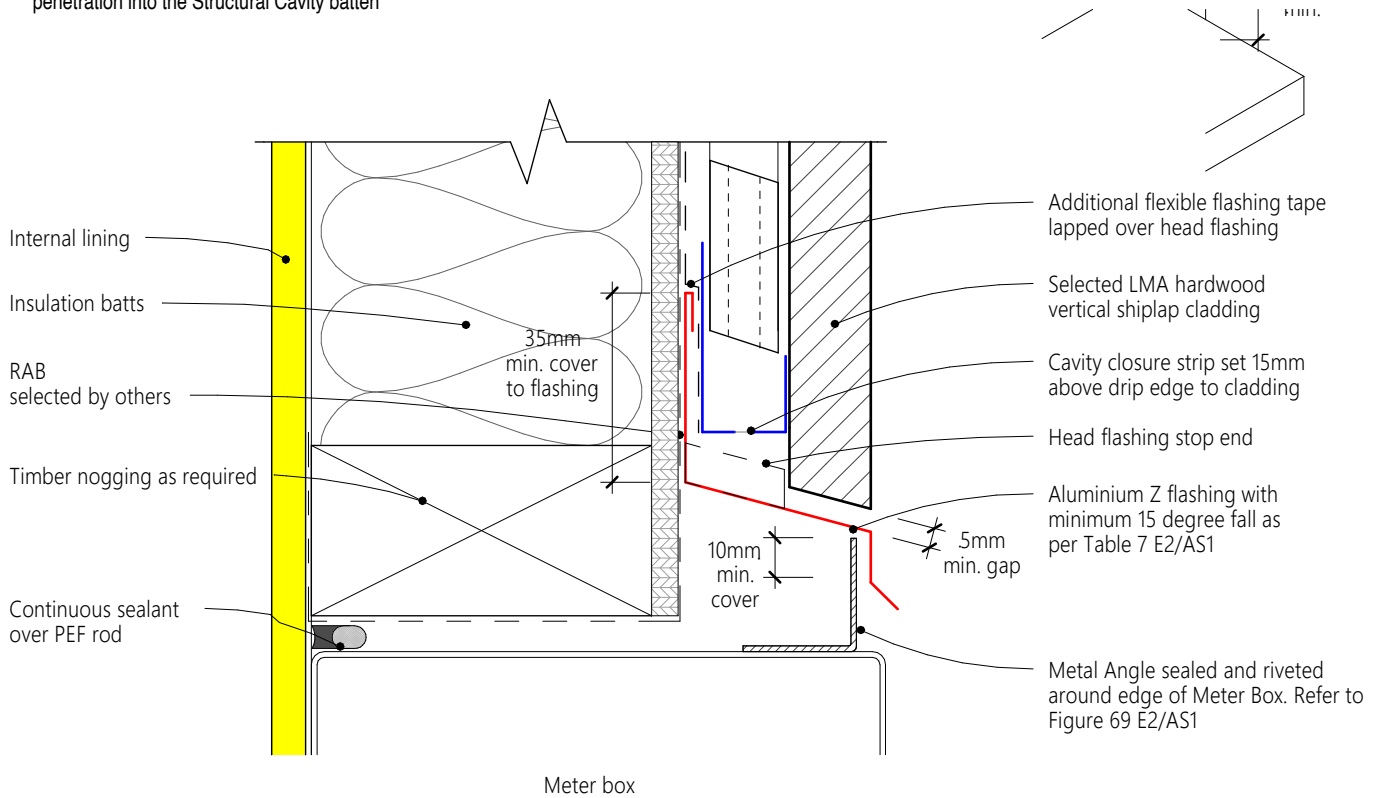 penetration into the Structural Cavity batten
min.
Internal lining
Insulation batts
RAB
selected by others
Timber nogging as required
Continuous sealant
over PEF rod
35mm
min. cover
to flashing
10mm
min.
cover
5mm
min. gap
Additional flexible flashing tape
lapped over head flashing
Selected LMA hardwood
vertical shiplap cladding
Cavity closure strip set 15mm
above drip edge to cladding
Head flashing stop end
Aluminium Z flashing with
minimum 15 degree fall as
per Table 7 E2/AS1
Metal Angle sealed and riveted
around edge of Meter Box. Refer to
Figure 69 E2/AS1
Meter box